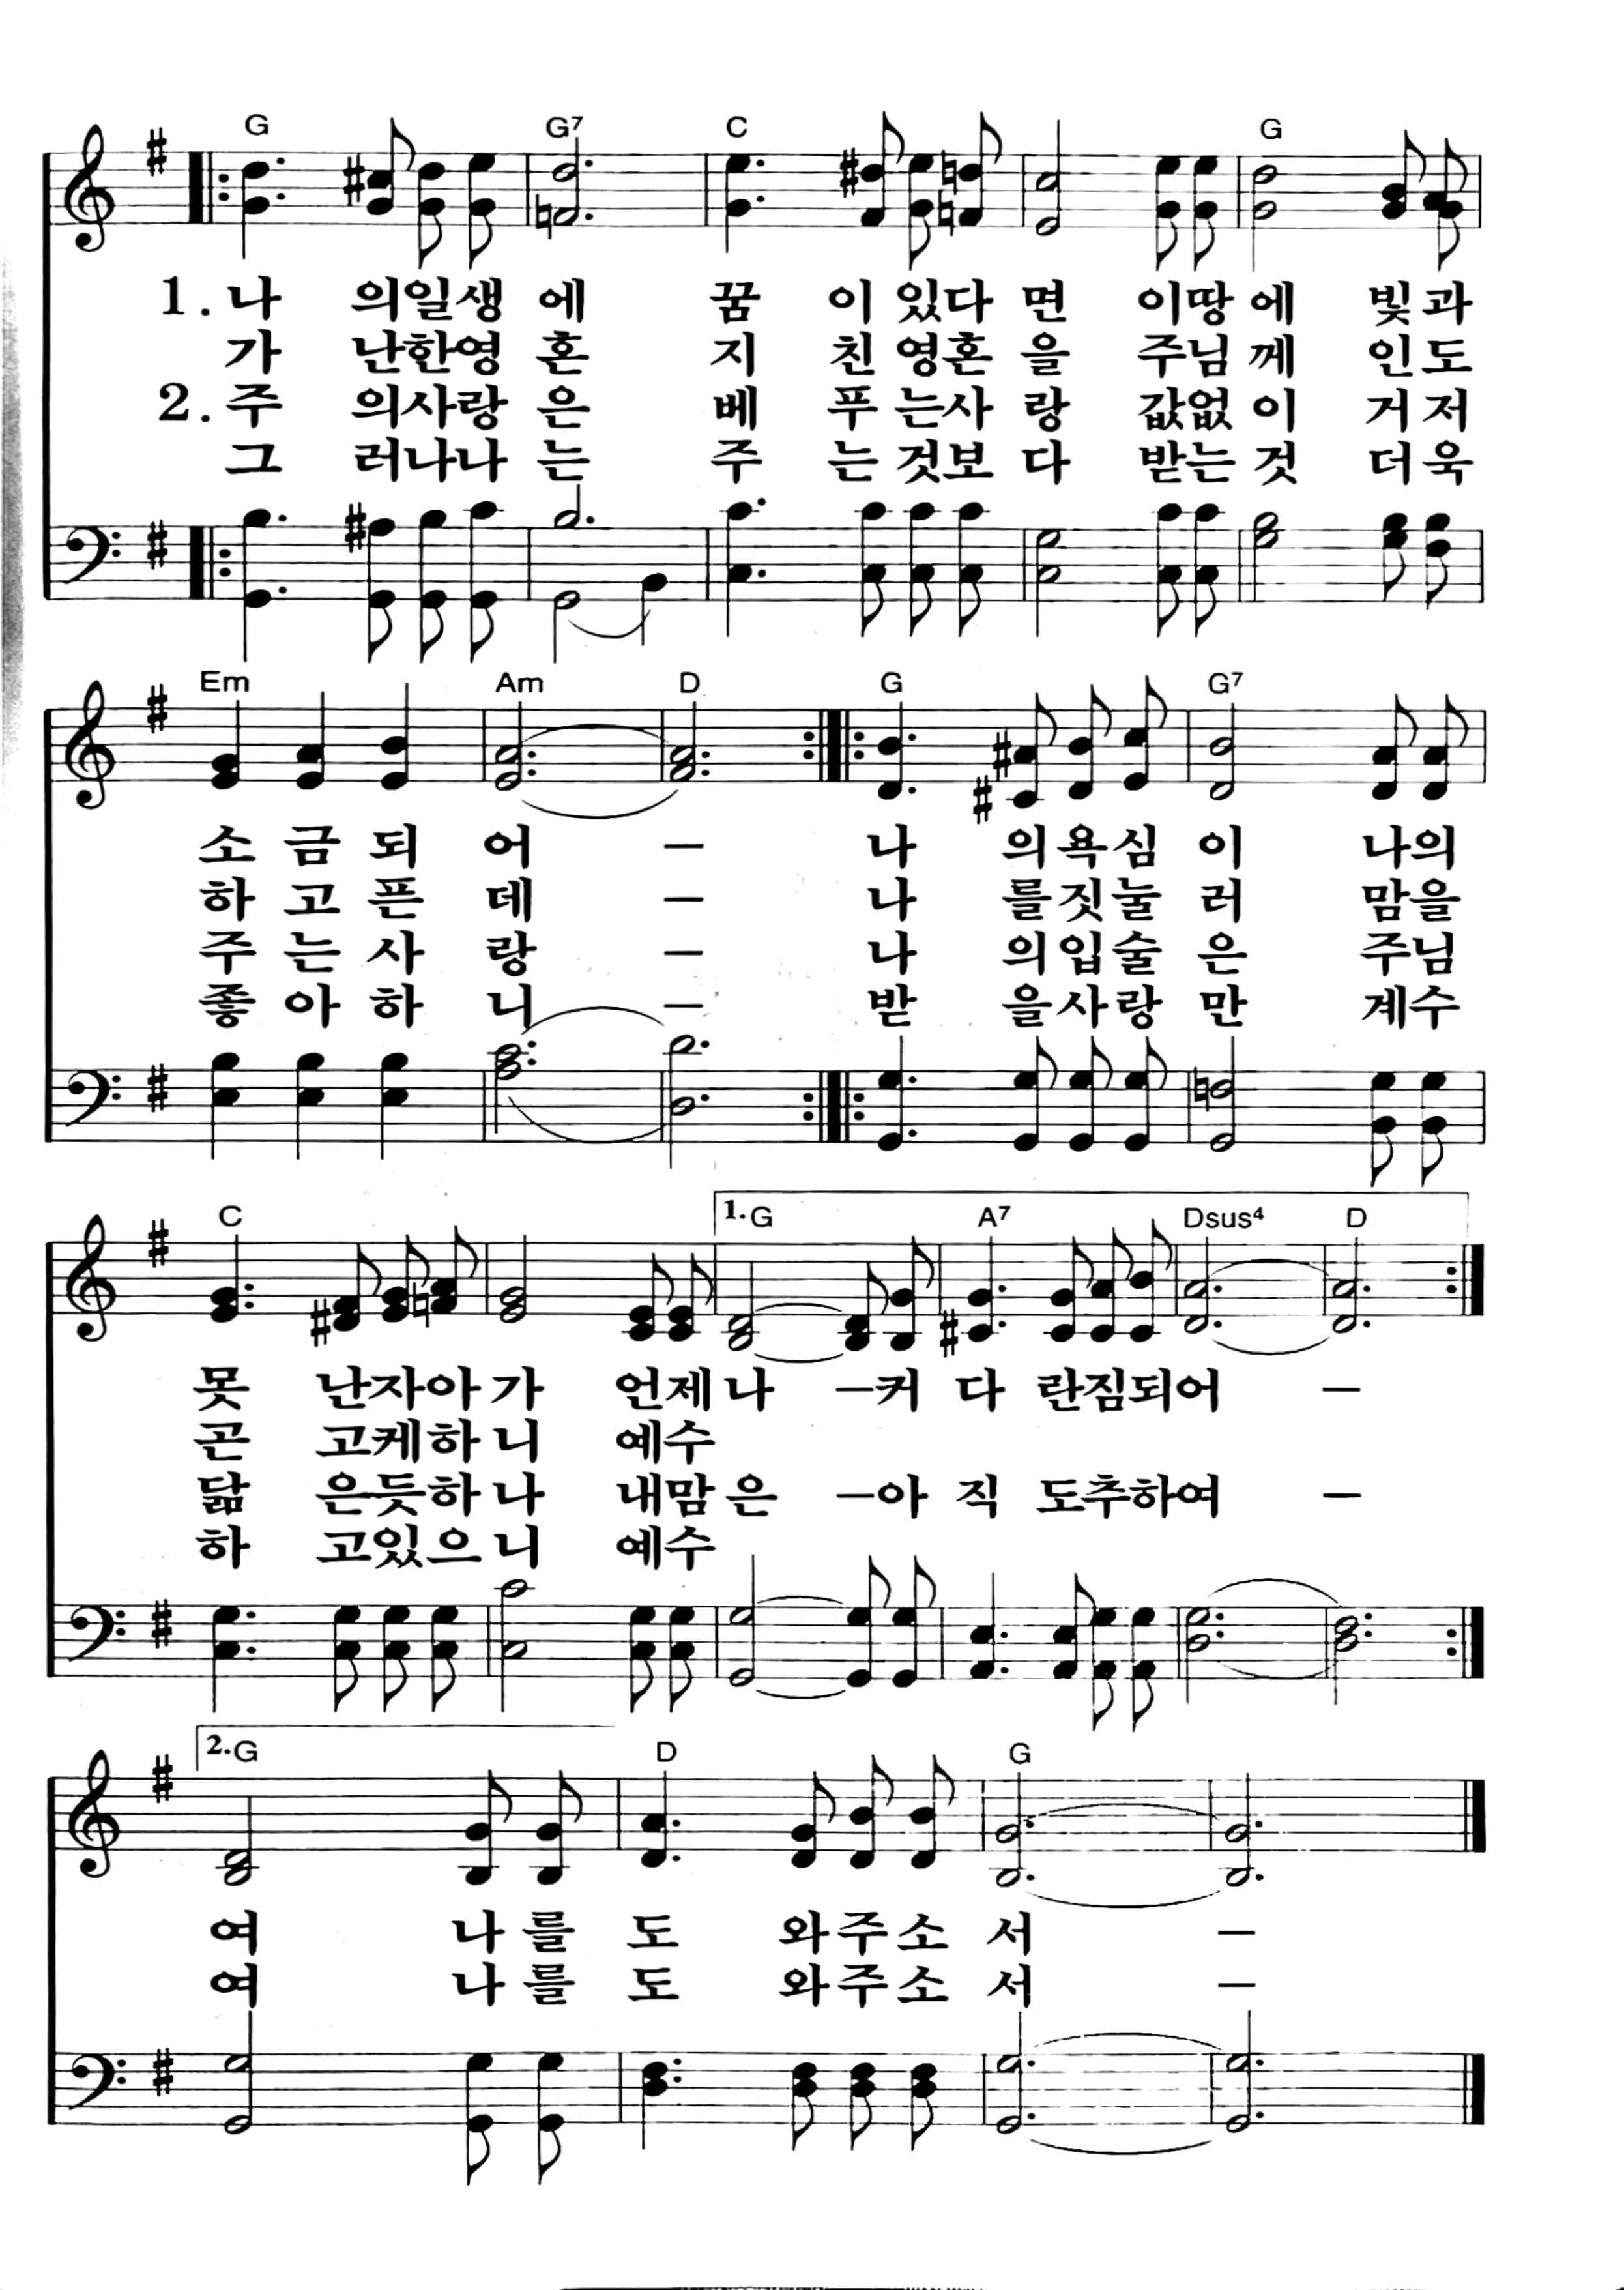 G G7 C G
1. 나 의일생 에 꿈 이 있다 면 이땅 에 빛 과
가 난한영 혼 지 친 영혼 을 주님 께 인 도
2. 주 의사랑 은 베 푸 는사 랑 값없 이 거 저
그 러나나 는 주 는 것보 다 받는 것 더 욱
Em Am D G G7
소 금 되 어 – 나 의욕심 이 나의
하 고 픈 데 – 나 를짓눌 러 맘을
주 는 사 랑 – 나 의입술 은 주님
좋 아 하 니 – 받 을사랑 만 계수
C 1. G A7 Dsus4 D
못 난자아 가 언제 나 –커 다 란짐되어 –
곤 고케하 니 예수
닮 은듯하 나 내맘 은 –아 직 도추하여 –
하 고있으 니 예수
2. G D G
여 나 를 도 와주소 서 –
여 나 를 도 와주소 서 –